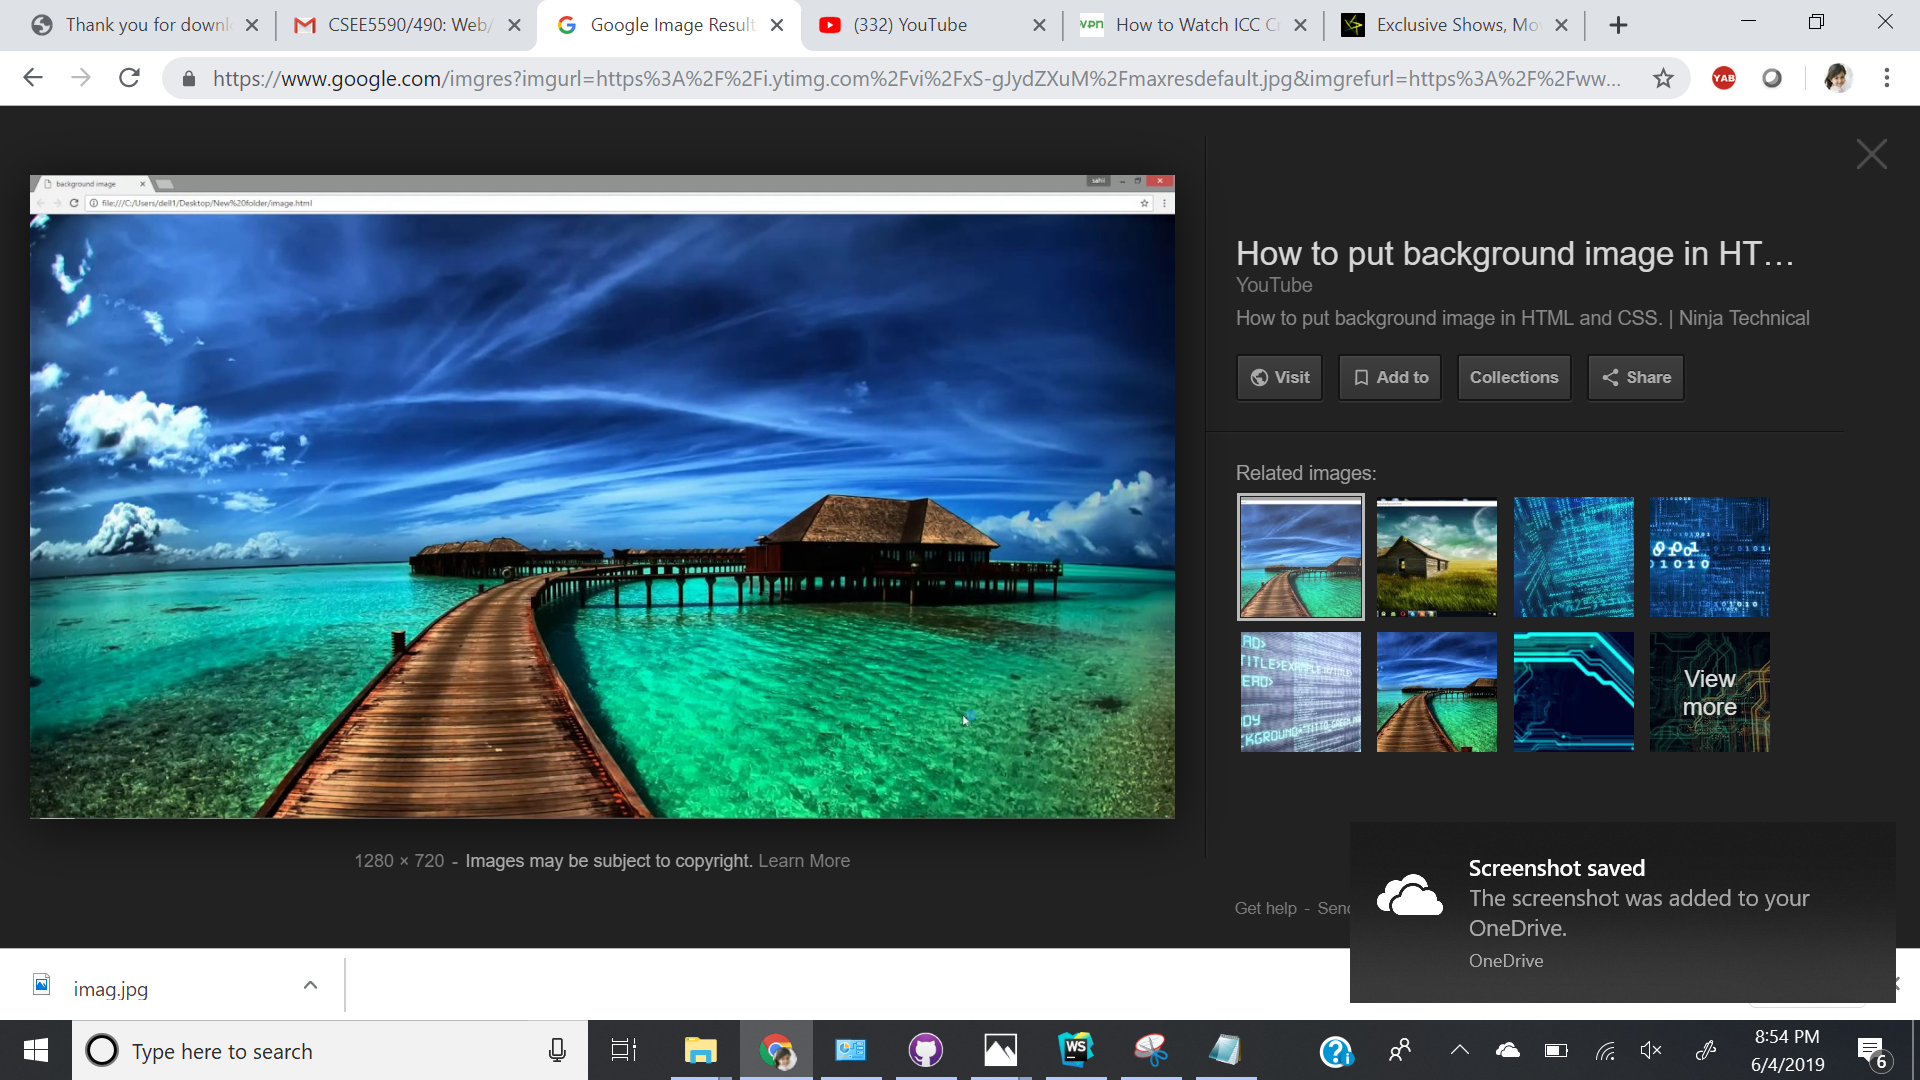 Thank you for downl
CSEE5590/490: Web/
Google Image Result
(332) YouTube
vpn
How to Watch ICC Cr
Exclusive Shows, Mo
https://www.google.com/imgres?imgurl=https%3A%2F%2Fi.ytimg.com%2Fvi%2FxS-gJydZXuM%2Fmaxresdefault.jpg&imgrefurl=https%3A%2F%2Fww...
YAB
background image
sahil
file:///C:/Users/dell1/Desktop/New%20folder/image.html
How to put background image in HT...
YouTube
How to put background image in HTML and CSS. | Ninja Technical
Visit
Add to
Collections
Share
Related images:
View
more
1280 × 720 - Images may be subject to copyright. Learn More
Get help - Send
Screenshot saved
The screenshot was added to your
OneDrive.
OneDrive
imag.jpg
Type here to search
WS
8:54 PM
6/4/2019
6